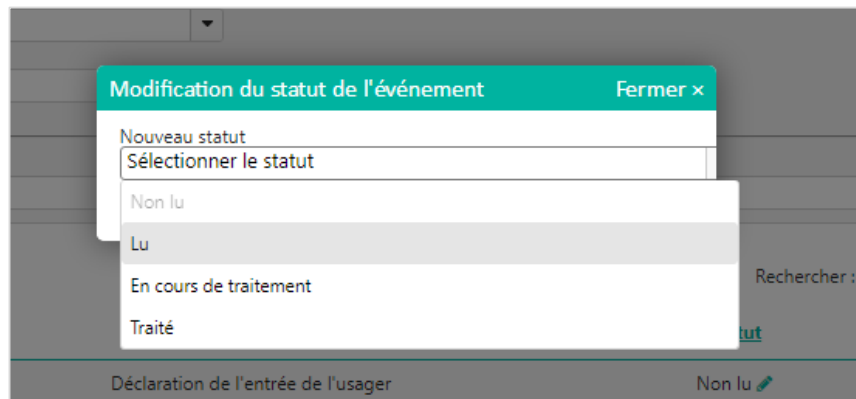 Modification du statut de l'événement Fermer ×
Nouveau statut
Sélectionner le statut
Non lu
Lu
En cours de traitement
Rechercher :
Traité
tut
Déclaration de l'entrée de l'usager Non lu